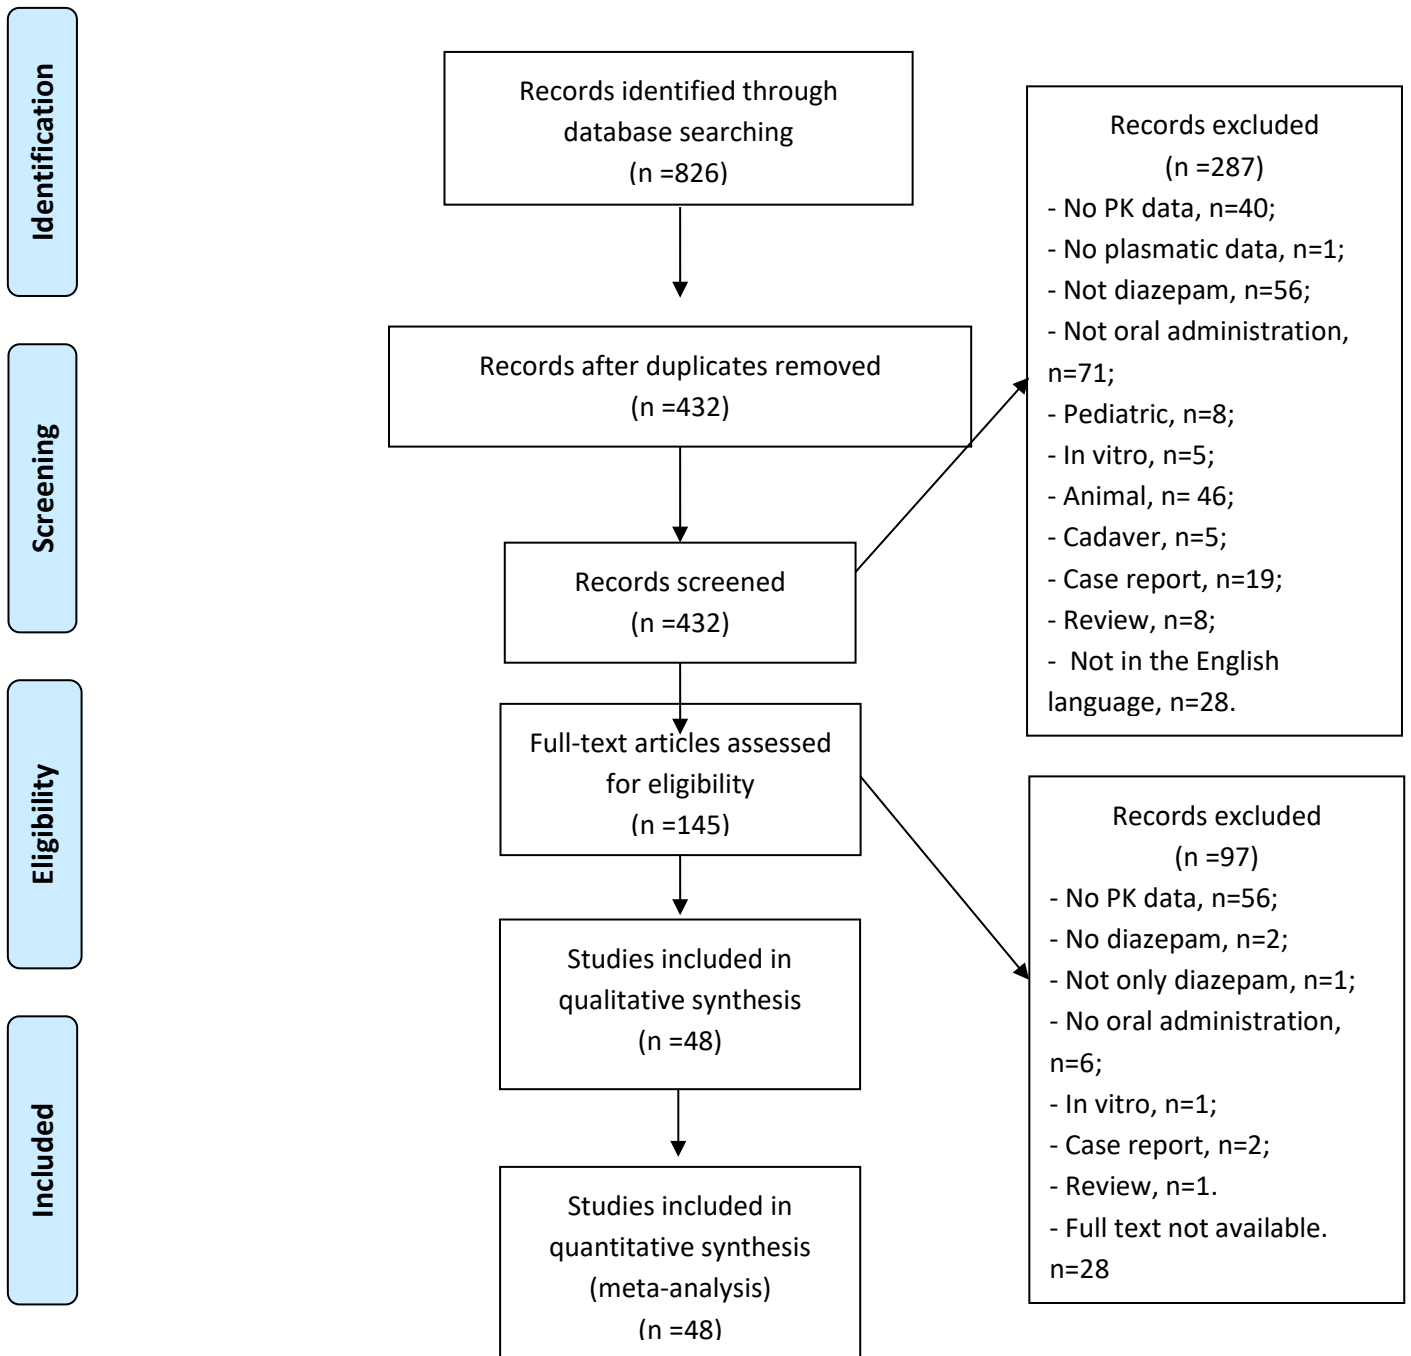 Identification
Records identified through
database searching
(n =826)
Records excluded
(n =287)
- No PK data, n=40;
- No plasmatic data, n=1;
- Not diazepam, n=56;
- Not oral administration,
n=71;
- Pediatric, n=8;
- In vitro, n=5;
- Animal, n= 46;
- Cadaver, n=5;
- Case report, n=19;
- Review, n=8;
- Not in the English
language, n=28.
Screening
Records after duplicates removed
(n =432)
Records screened
(n =432)
Eligibility
Full-text articles assessed
for eligibility
(n =145)
Records excluded
(n =97)
- No PK data, n=56;
- No diazepam, n=2;
- Not only diazepam, n=1;
- No oral administration,
n=6;
- In vitro, n=1;
- Case report, n=2;
- Review, n=1.
- Full text not available.
n=28
Studies included in
qualitative synthesis
(n =48)
Included
Studies included in
quantitative synthesis
(meta-analysis)
(n =48)